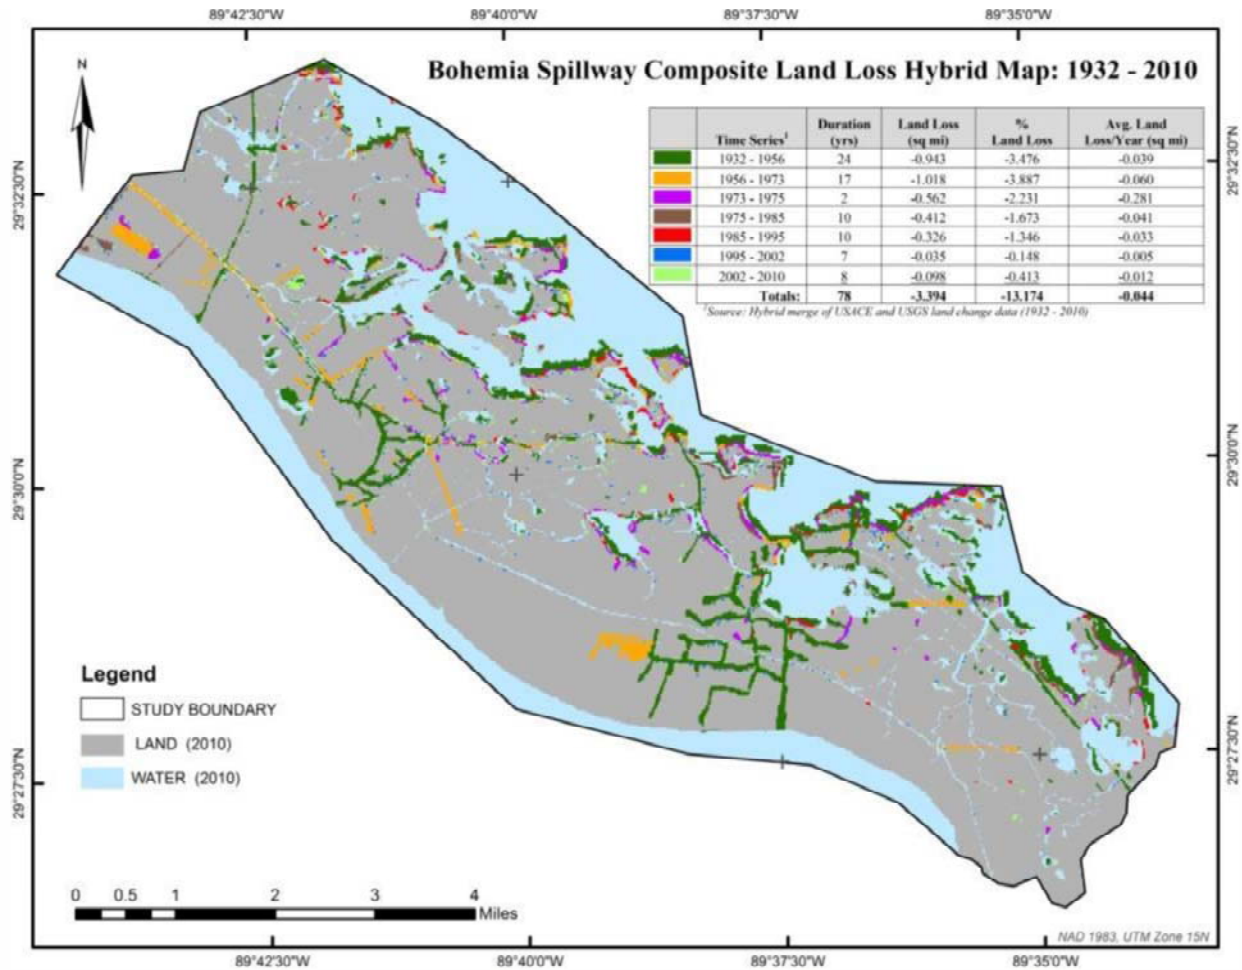 89°42'30"W 89°40'0"W 89°37'30"W 89°35'0"W
N
Bohemia Spillway Composite Land Loss Hybrid Map: 1932 - 2010
Time Series¹ Duration (yrs) Land Loss (sq mi) % Land Loss Avg. Land Loss/Year (sq mi)
1932 - 1956 24 -0.943 -3.476 -0.039
1956 - 1973 17 -1.018 -3.887 -0.060
1973 - 1975 2 -0.562 -2.231 -0.281
1975 - 1985 10 -0.412 -1.673 -0.041
1985 - 1995 10 -0.326 -1.346 -0.033
1995 - 2002 7 -0.035 -0.148 -0.005
2002 - 2010 8 -0.098 -0.413 -0.012
Totals: 78 -3.394 -13.174 -0.044
¹Source: Hybrid merge of USACE and USGS land change data (1932 - 2010)
29°32'30"N 29°32'30"N
29°30'0"N 29°30'0"N
29°27'30"N 29°27'30"N
Legend
STUDY BOUNDARY
LAND (2010)
WATER (2010)
0 0.5 1 2 3 4
Miles
NAD 1983, UTM Zone 15N
89°42'30"W 89°40'0"W 89°37'30"W 89°35'0"W